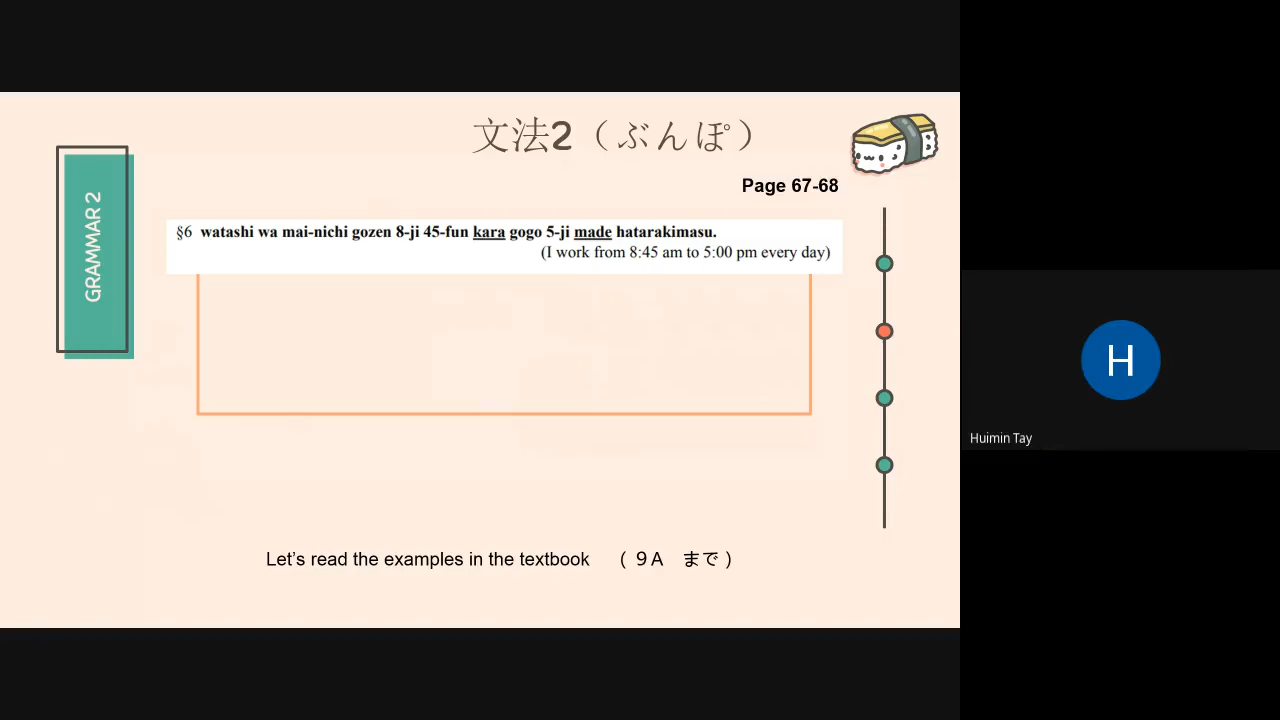 文法2（ぶんぽ）
Page 67-68
GRAMMAR 2
§6 watashi wa mai-nichi gozen 8-ji 45-fun kara gogo 5-ji made hatarakimasu.
(I work from 8:45 am to 5:00 pm every day)
Let's read the examples in the textbook （９A　まで）
H
Huimin Tay